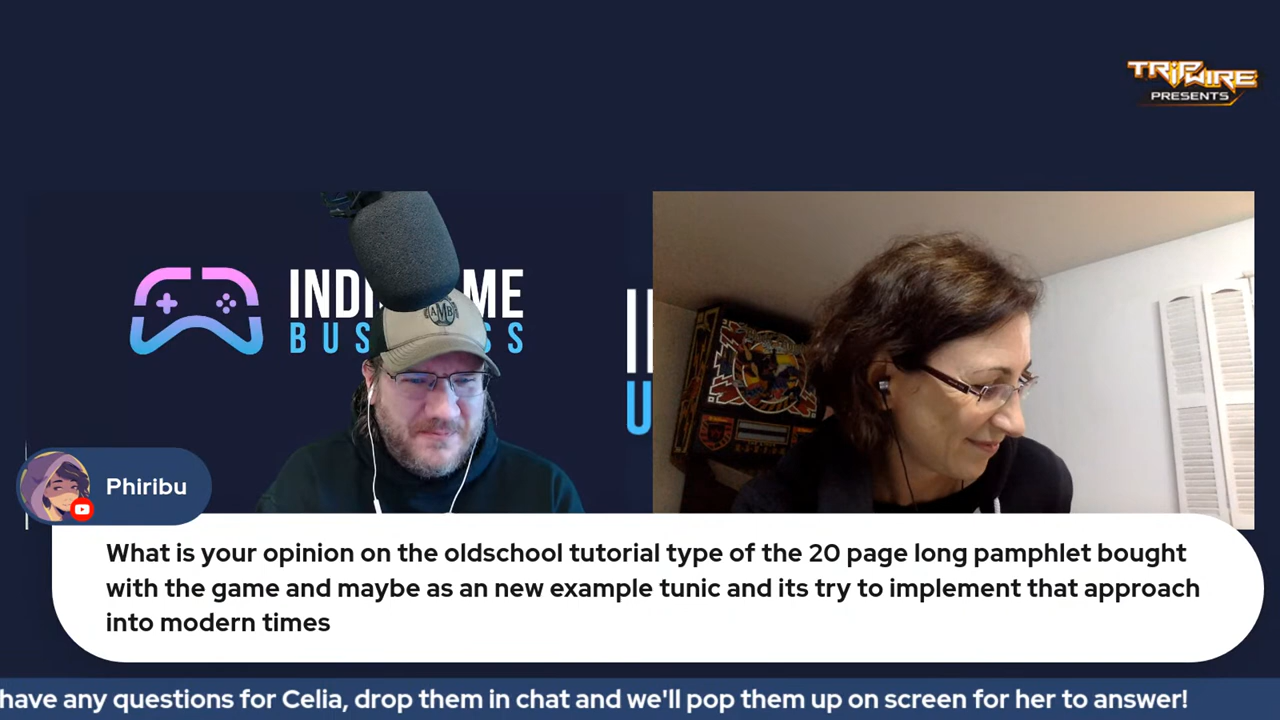 TRIPWIRE
PRESENTS
AMB
Phiribu
What is your opinion on the oldschool tutorial type of the 20 page long pamphlet bought
with the game and maybe as an new example tunic and its try to implement that approach
into modern times
have any questions for Celia, drop them in chat and we'll pop them up on screen for her to answer!